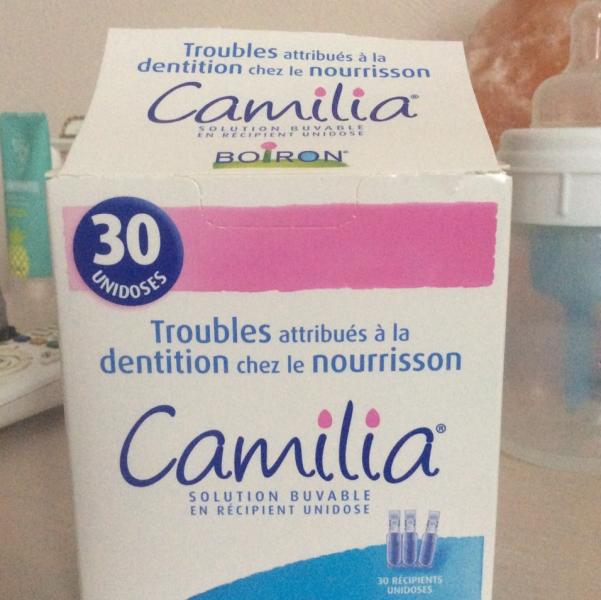 Troubles attribués à la
dentition chez le nourrisson
Camilia®
SOLUTION BUVABLE
EN RÉCIPIENT UNIDOSE
BOIRON®
30
UNIDOSES
Troubles attribués à la
dentition chez le nourrisson
Camilia®
SOLUTION BUVABLE
EN RÉCIPIENT UNIDOSE
30 RÉCIPIENTS
UNIDOSES